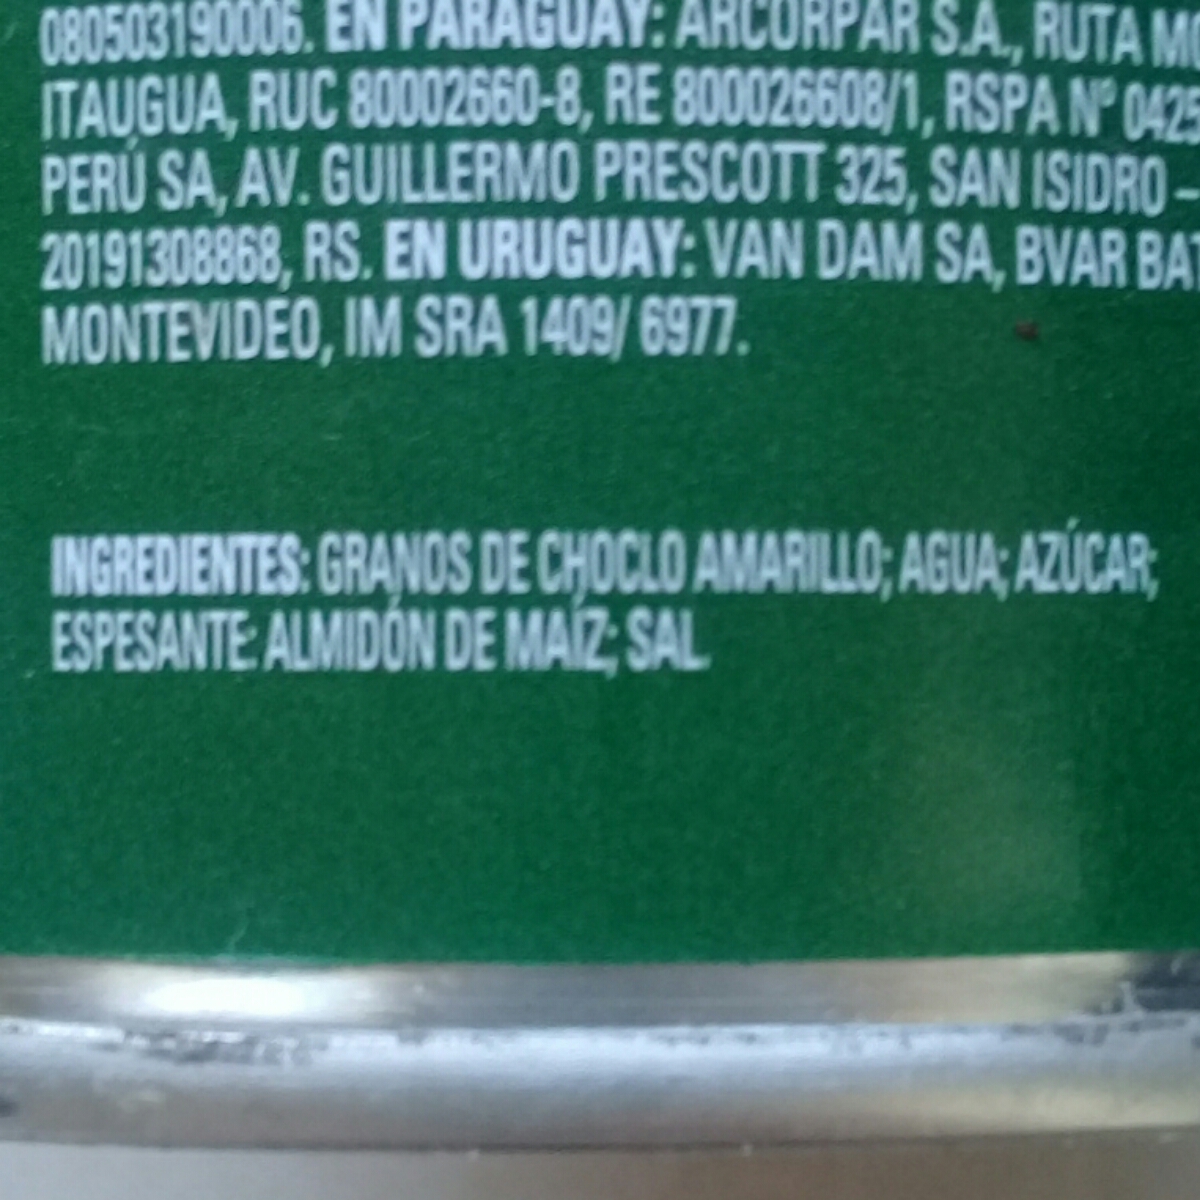 080503190006. EN PARAGUAY: ARCORPAR S.A., RUTA
ITAUGUA, RUC 80002660-8, RE 800026608/1, RSPA N° 0425
PERÚ SA, AV. GUILLERMO PRESCOTT 325, SAN ISIDRO –
20191308868, RS. EN URUGUAY: VAN DAM SA, BVAR BAT
MONTEVIDEO, IM SRA 1409/ 6977.
INGREDIENTES: GRANOS DE CHOCLO AMARILLO; AGUA; AZÚCAR;
ESPESANTE: ALMIDÓN DE MAÍZ; SAL.